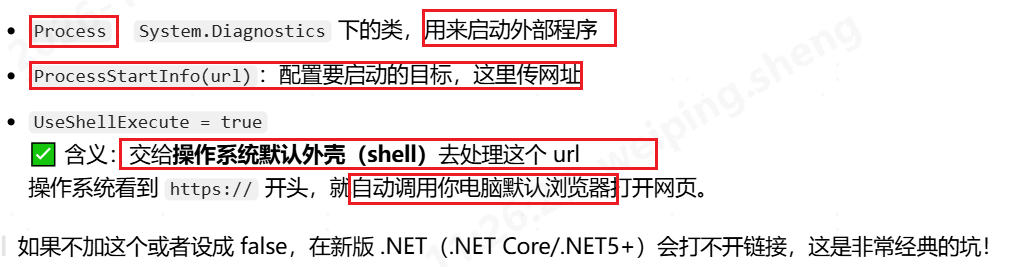 Process System.Diagnostics 下的类，用来启动外部程序
ProcessStartInfo(url)：配置要启动的目标，这里传网址
UseShellExecute = true
✅ 含义：交给操作系统默认外壳（shell）去处理这个 url
操作系统看到 https:// 开头，就自动调用你电脑默认浏览器打开网页。
如果不加这个或者设成 false，在新版 .NET（.NET Core/.NET5+）会打不开链接，这是非常经典的坑！